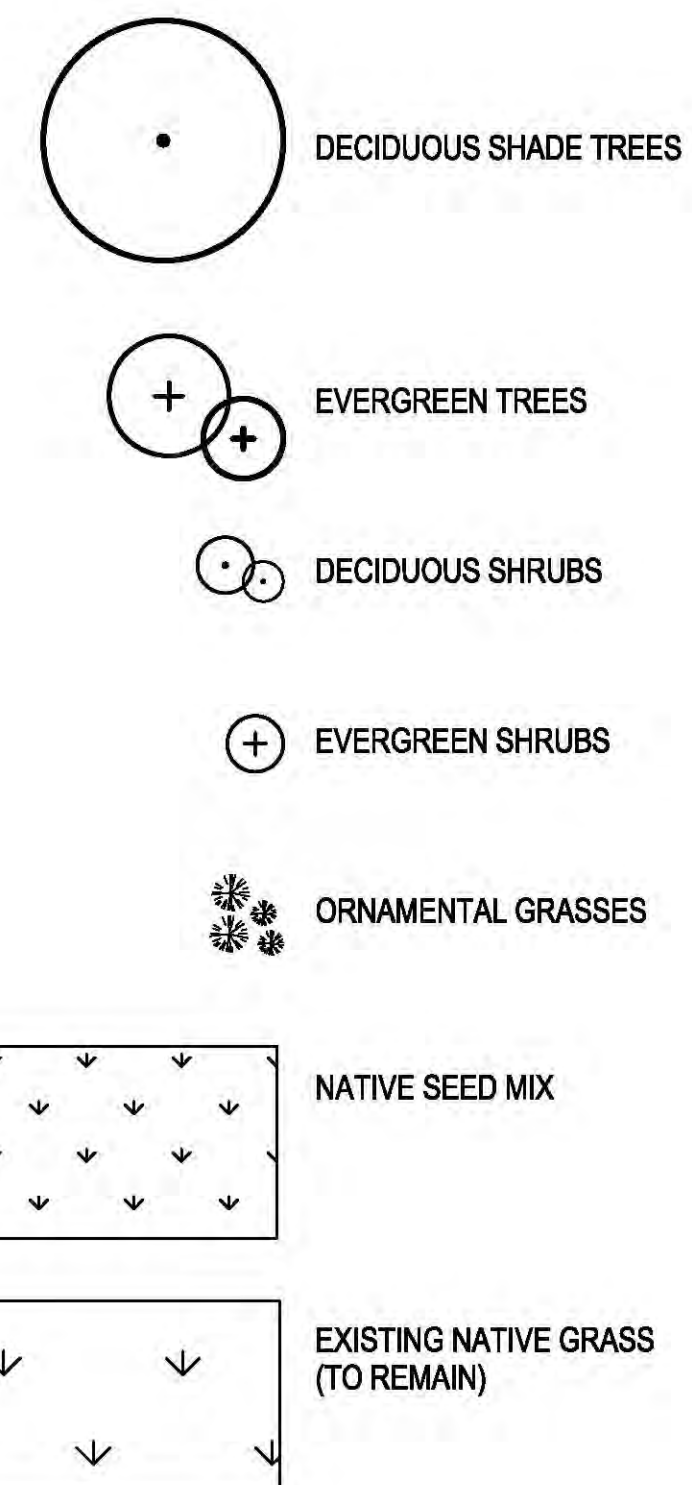 DECIDUOUS SHADE TREES
EVERGREEN TREES
DECIDUOUS SHRUBS
EVERGREEN SHRUBS
ORNAMENTAL GRASSES
NATIVE SEED MIX
EXISTING NATIVE GRASS
(TO REMAIN)